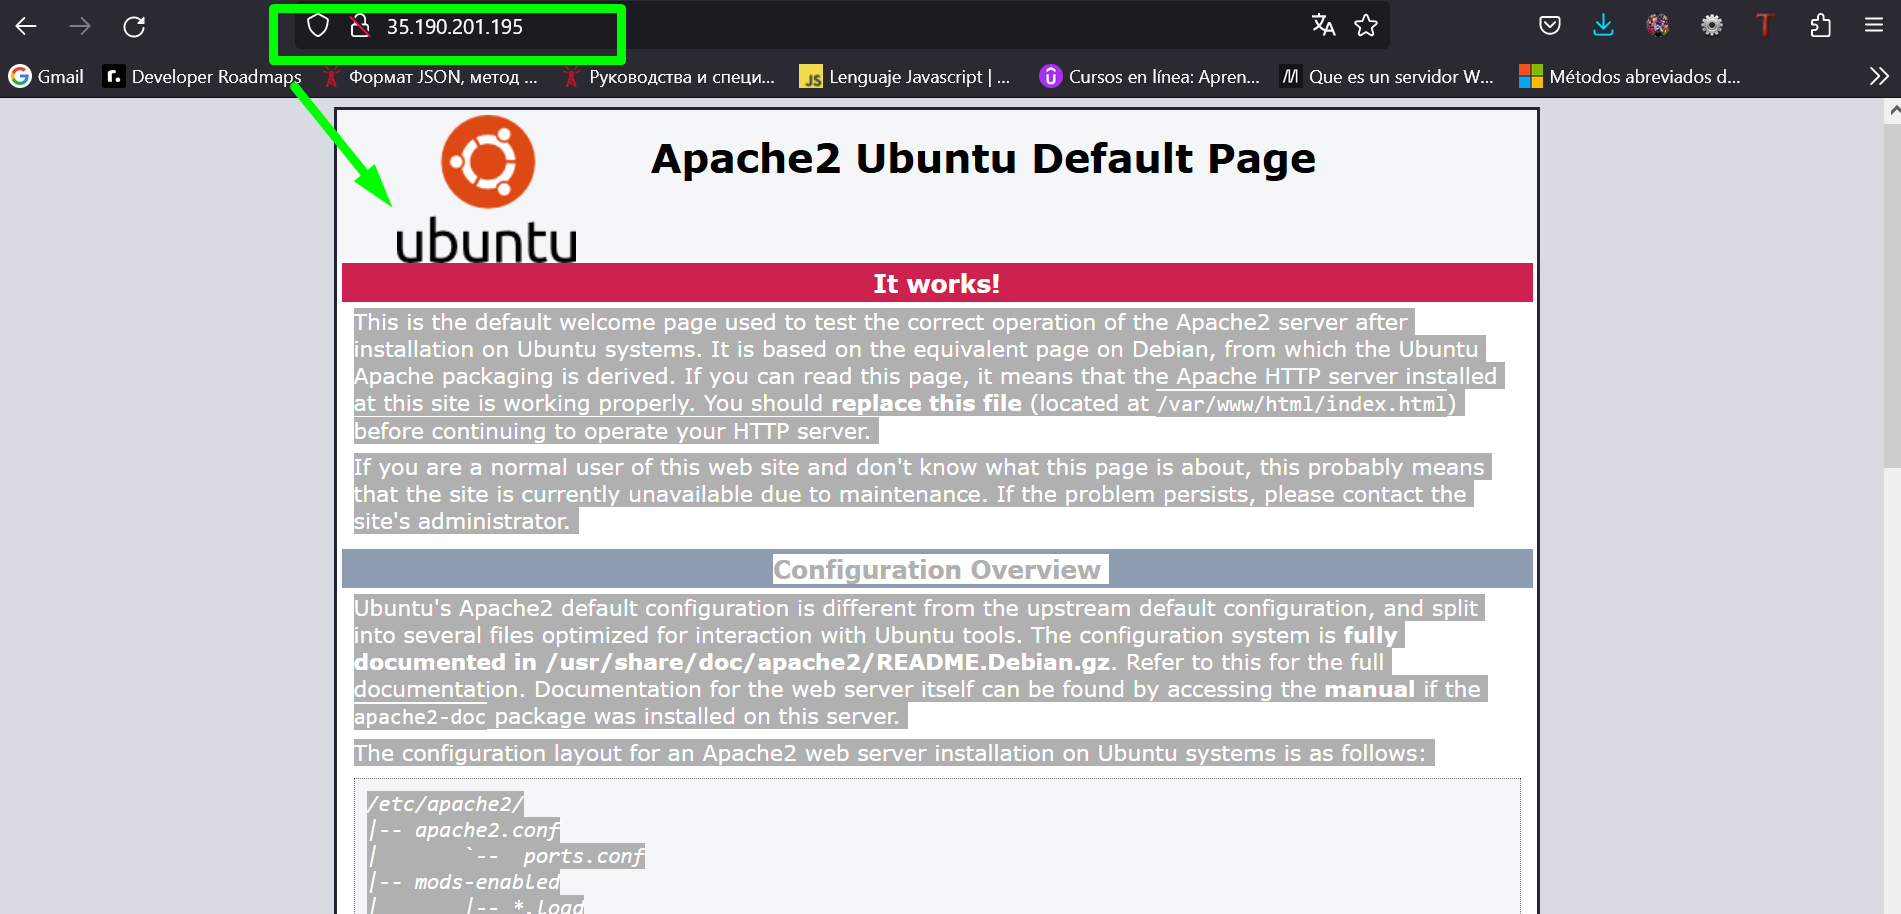 35.190.201.195
Gmail
Developer Roadmaps
Формат JSON, метод ...
Руководства и специ...
JS
Lenguaje Javascript | ...
Cursos en línea: Apren...
Que es un servidor W...
Métodos abreviados d...
ubuntu
Apache2 Ubuntu Default Page
It works!
This is the default welcome page used to test the correct operation of the Apache2 server after
installation on Ubuntu systems. It is based on the equivalent page on Debian, from which the Ubuntu
Apache packaging is derived. If you can read this page, it means that the Apache HTTP server installed
at this site is working properly. You should replace this file (located at /var/www/html/index.html)
before continuing to operate your HTTP server.
If you are a normal user of this web site and don't know what this page is about, this probably means
that the site is currently unavailable due to maintenance. If the problem persists, please contact the
site's administrator.
Configuration Overview
Ubuntu's Apache2 default configuration is different from the upstream default configuration, and split
into several files optimized for interaction with Ubuntu tools. The configuration system is fully
documented in /usr/share/doc/apache2/README.Debian.gz. Refer to this for the full
documentation. Documentation for the web server itself can be found by accessing the manual if the
apache2-doc package was installed on this server.
The configuration layout for an Apache2 web server installation on Ubuntu systems is as follows:
/etc/apache2/
|-- apache2.conf
|       `--  ports.conf
|-- mods-enabled
|       |-- *.load